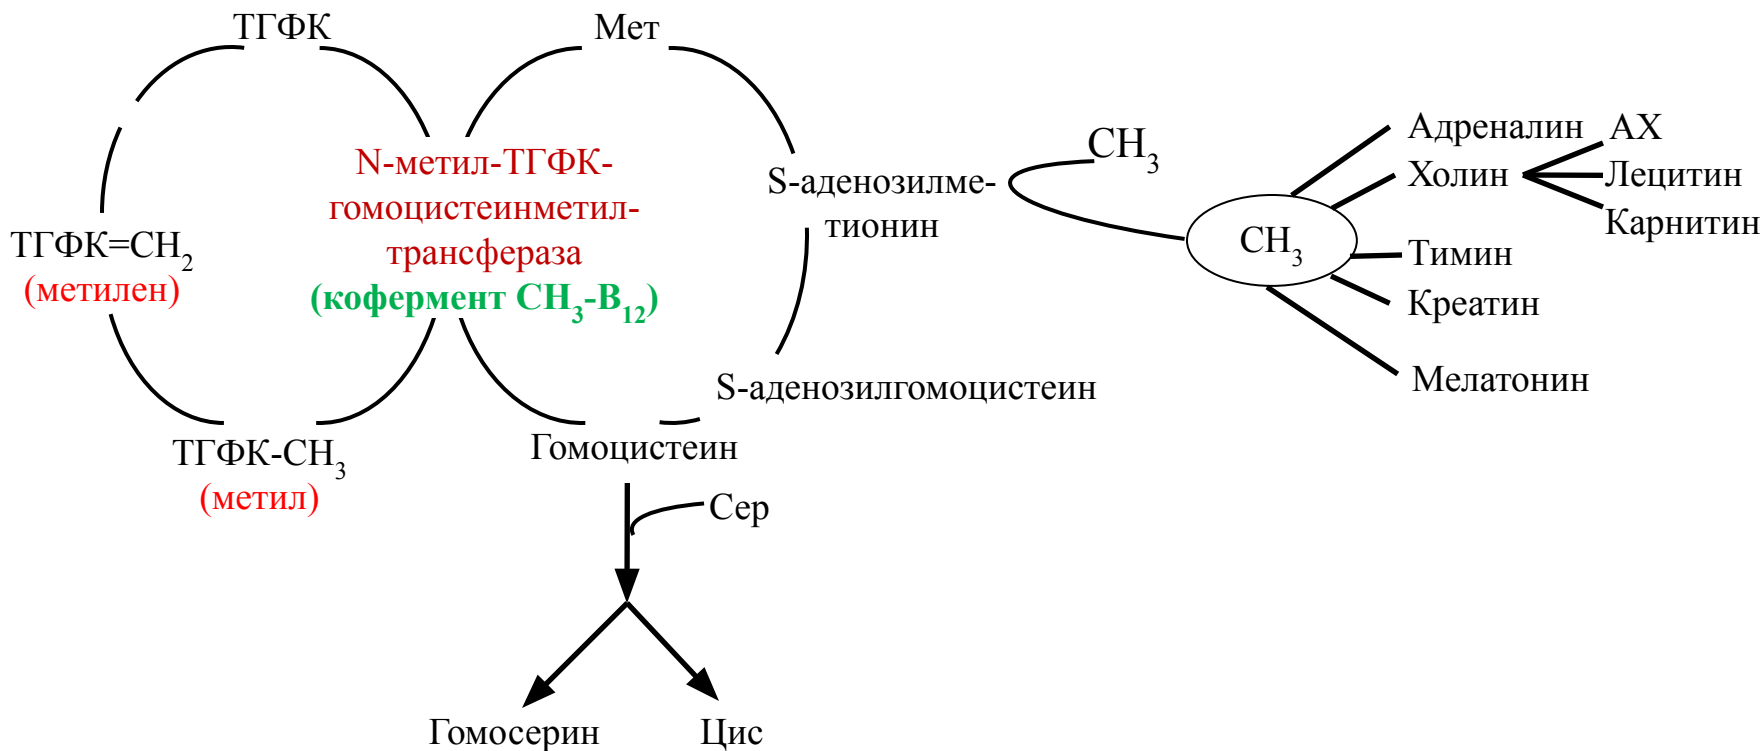 ТГФК
Мет
CH3
Адреналин
АХ
N-метил-ТГФК-
гомоцистеинметил-
трансфераза
(кофермент CH3-B12)
S-аденозилме-
тионин
Холин
Лецитин
Карнитин
ТГФК=CH2
(метилен)
CH3
Тимин
Креатин
Мелатонин
S-аденозилгомоцистеин
ТГФК-CH3
(метил)
Гомоцистеин
Сер
Гомосерин
Цис